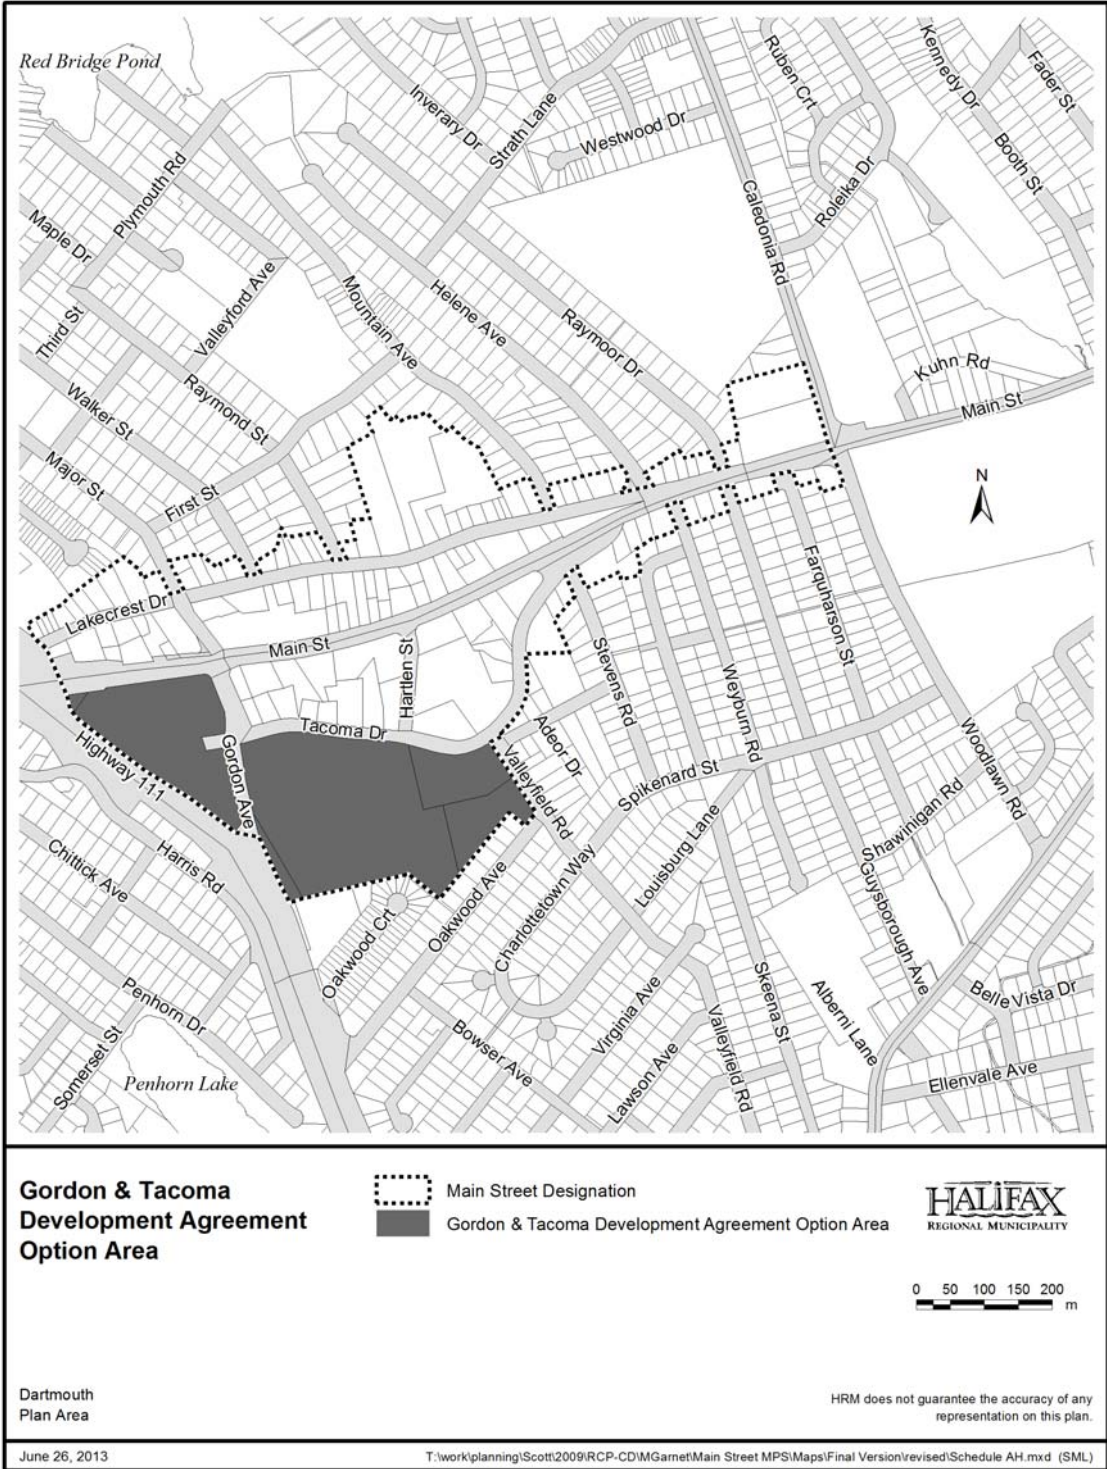 Red Bridge Pond
Inverary Dr
Strath Lane
Westwood Dr
Ruben Crt
Kennedy Dr
Fader St
Booth St
Roleika Dr
Caledonia Rd
Plymouth Rd
Maple Dr
Valleyford Ave
Third St
Mountain Ave
Helene Ave
Raymoor Dr
Kuhn Rd
Main St
Walker St
Raymond St
Major St
First St
N
Lakecrest Dr
Main St
Hartlen St
Farquharson St
Stevens Rd
Weyburn Rd
Tacoma Dr
Adeor Dr
Gordon Ave
Highway 111
Valleyfield Rd
Spikenard St
Woodlawn Rd
Harris Rd
Chittick Ave
Shawinigan Rd
Louisburg Lane
Charlottetown Way
Oakwood Ave
Oakwood Crt
Guysborough Ave
Penhorn Dr
Somerset St
Penhorn Lake
Bowser Ave
Virginia Ave
Lawson Ave
Valleyfield Rd
Skeena St
Alberni Lane
Belle Vista Dr
Ellenvale Ave
Gordon & Tacoma
Development Agreement
Option Area
Main Street Designation
Gordon & Tacoma Development Agreement Option Area
HALIFAX
REGIONAL MUNICIPALITY
0 50 100 150 200
m
Dartmouth
Plan Area
HRM does not guarantee the accuracy of any
representation on this plan.
June 26, 2013
T:\work\planning\Scott\2009\RCP-CD\MGarnet\Main Street MPS\Maps\Final Version\revised\Schedule AH.mxd (SML)